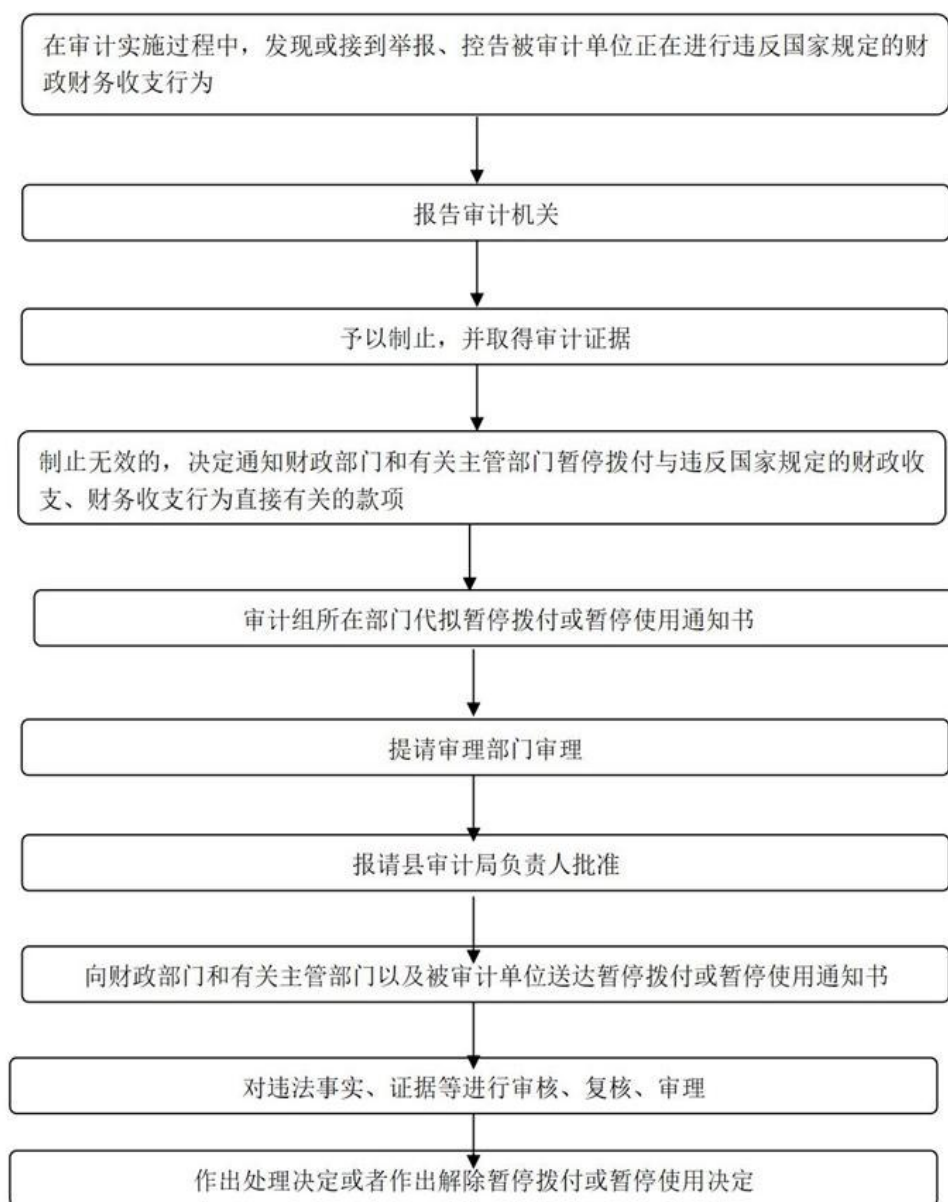 在审计实施过程中，发现或接到举报、控告被审计单位正在进行违反国家规定的财
政财务收支行为
报告审计机关
予以制止，并取得审计证据
制止无效的，决定通知财政部门和有关主管部门暂停拨付与违反国家规定的财政收
支、财务收支行为直接有关的款项
审计组所在部门代拟暂停拨付或暂停使用通知书
提请审理部门审理
报请县审计局负责人批准
向财政部门和有关主管部门以及被审计单位送达暂停拨付或暂停使用通知书
对违法事实、证据等进行审核、复核、审理
作出处理决定或者作出解除暂停拨付或暂停使用决定